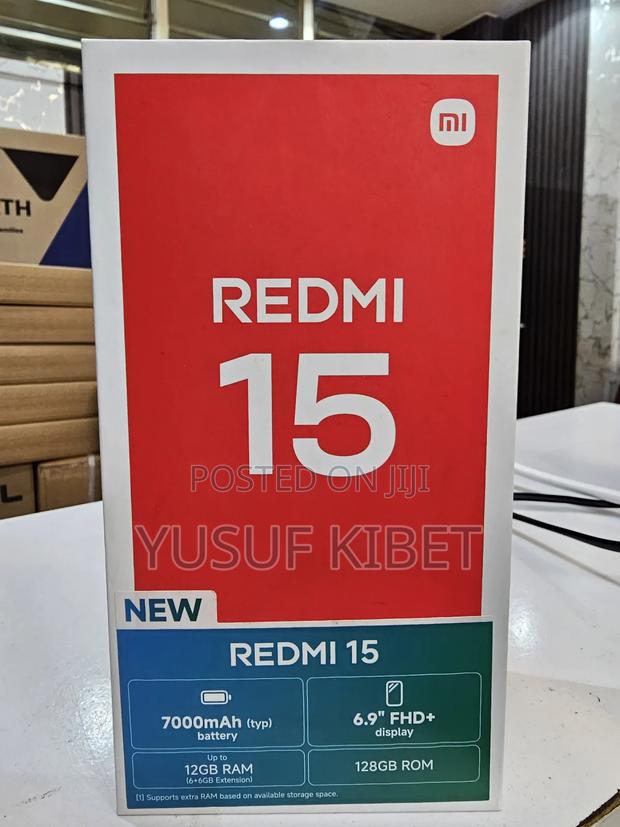 TH
families
mi
REDMI
15
POSTED ON JIJI
YUSUF KIBET
NEW
REDMI 15
7000mAh (typ)
battery
6.9" FHD+
display
Up to
12GB RAM
(6+6GB Extension)
128GB ROM
[1] Supports extra RAM based on available storage space.
L